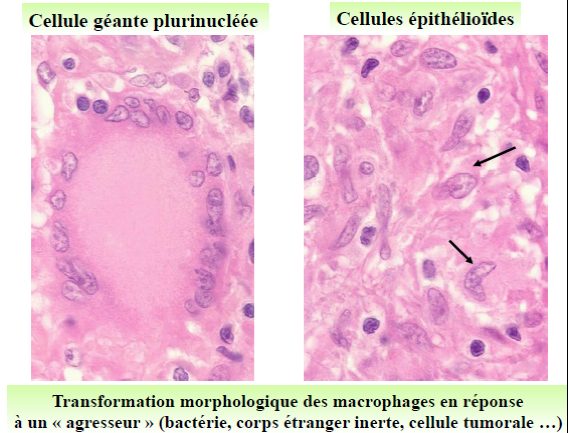 Cellule géante plurinucléée
Cellules épithélioïdes
Transformation morphologique des macrophages en réponse
à un « agresseur » (bactérie, corps étranger inerte, cellule tumorale …)